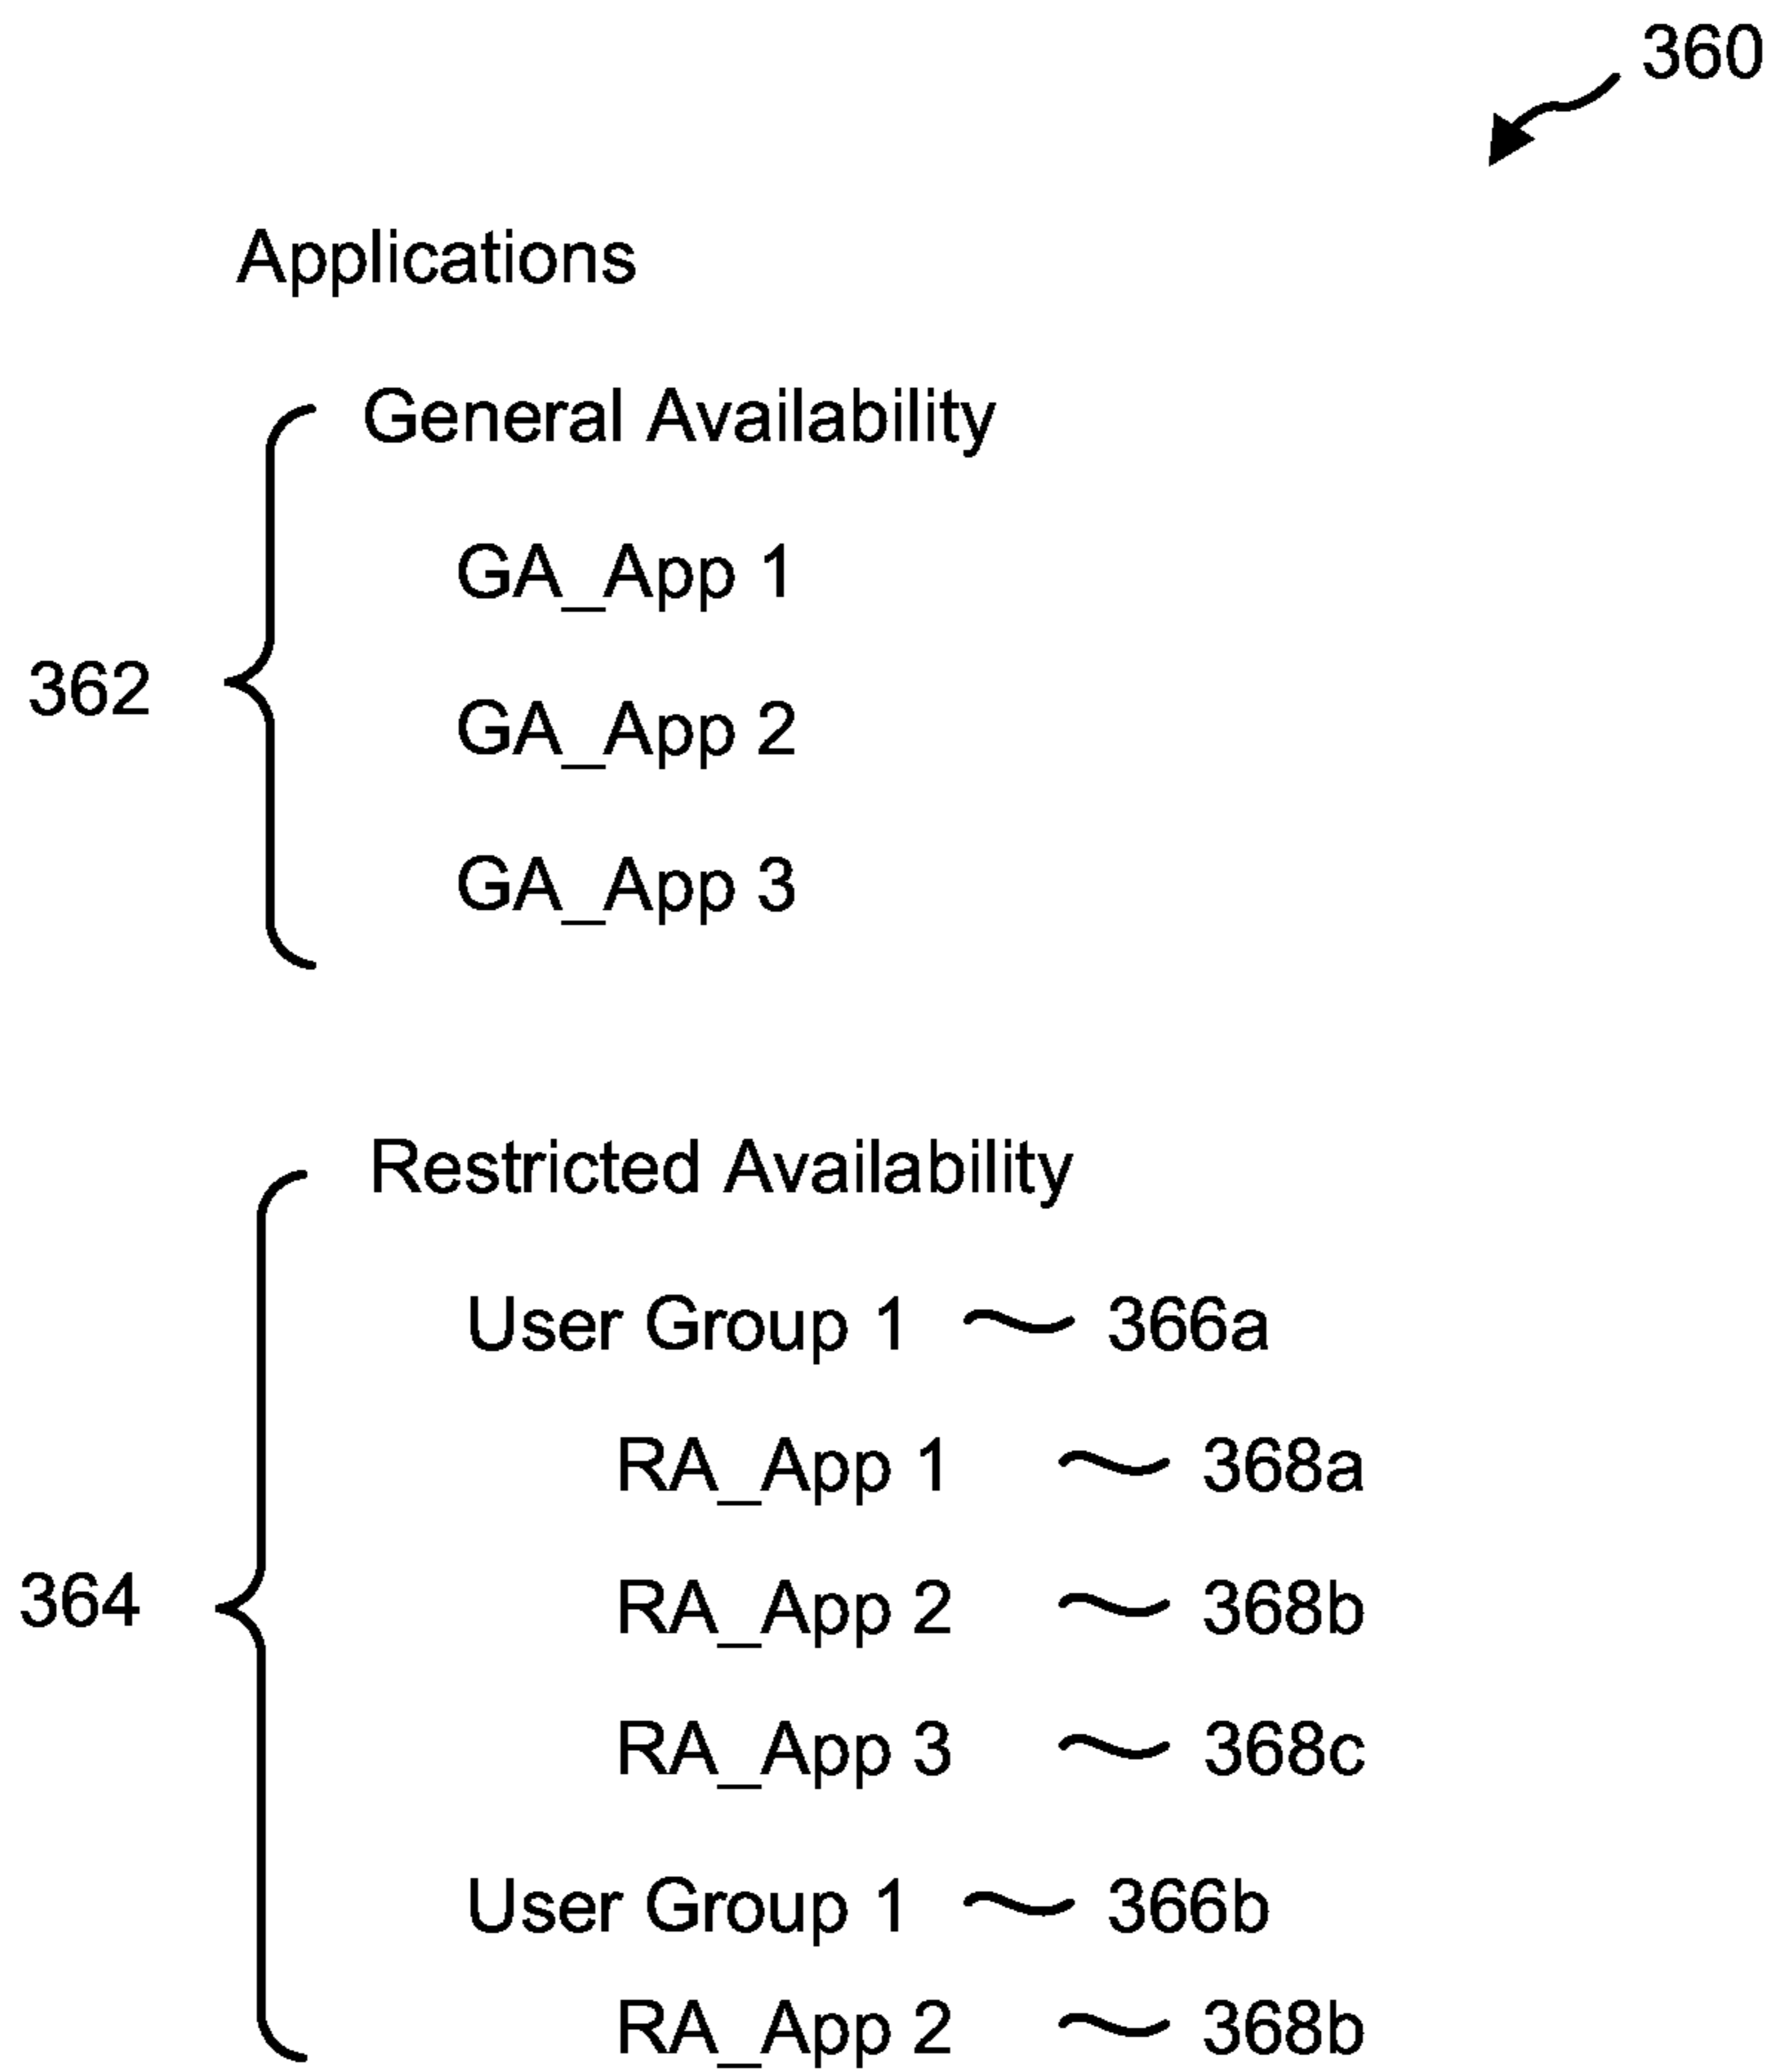 360
Applications
General Availability
GA_App 1
362
GA_App 2
GA_App 3
Restricted Availability
User Group 1 366a
RA_App 1 368a
364
RA_App 2 368b
RA_App 3 368c
User Group 1 366b
RA_App 2 368b